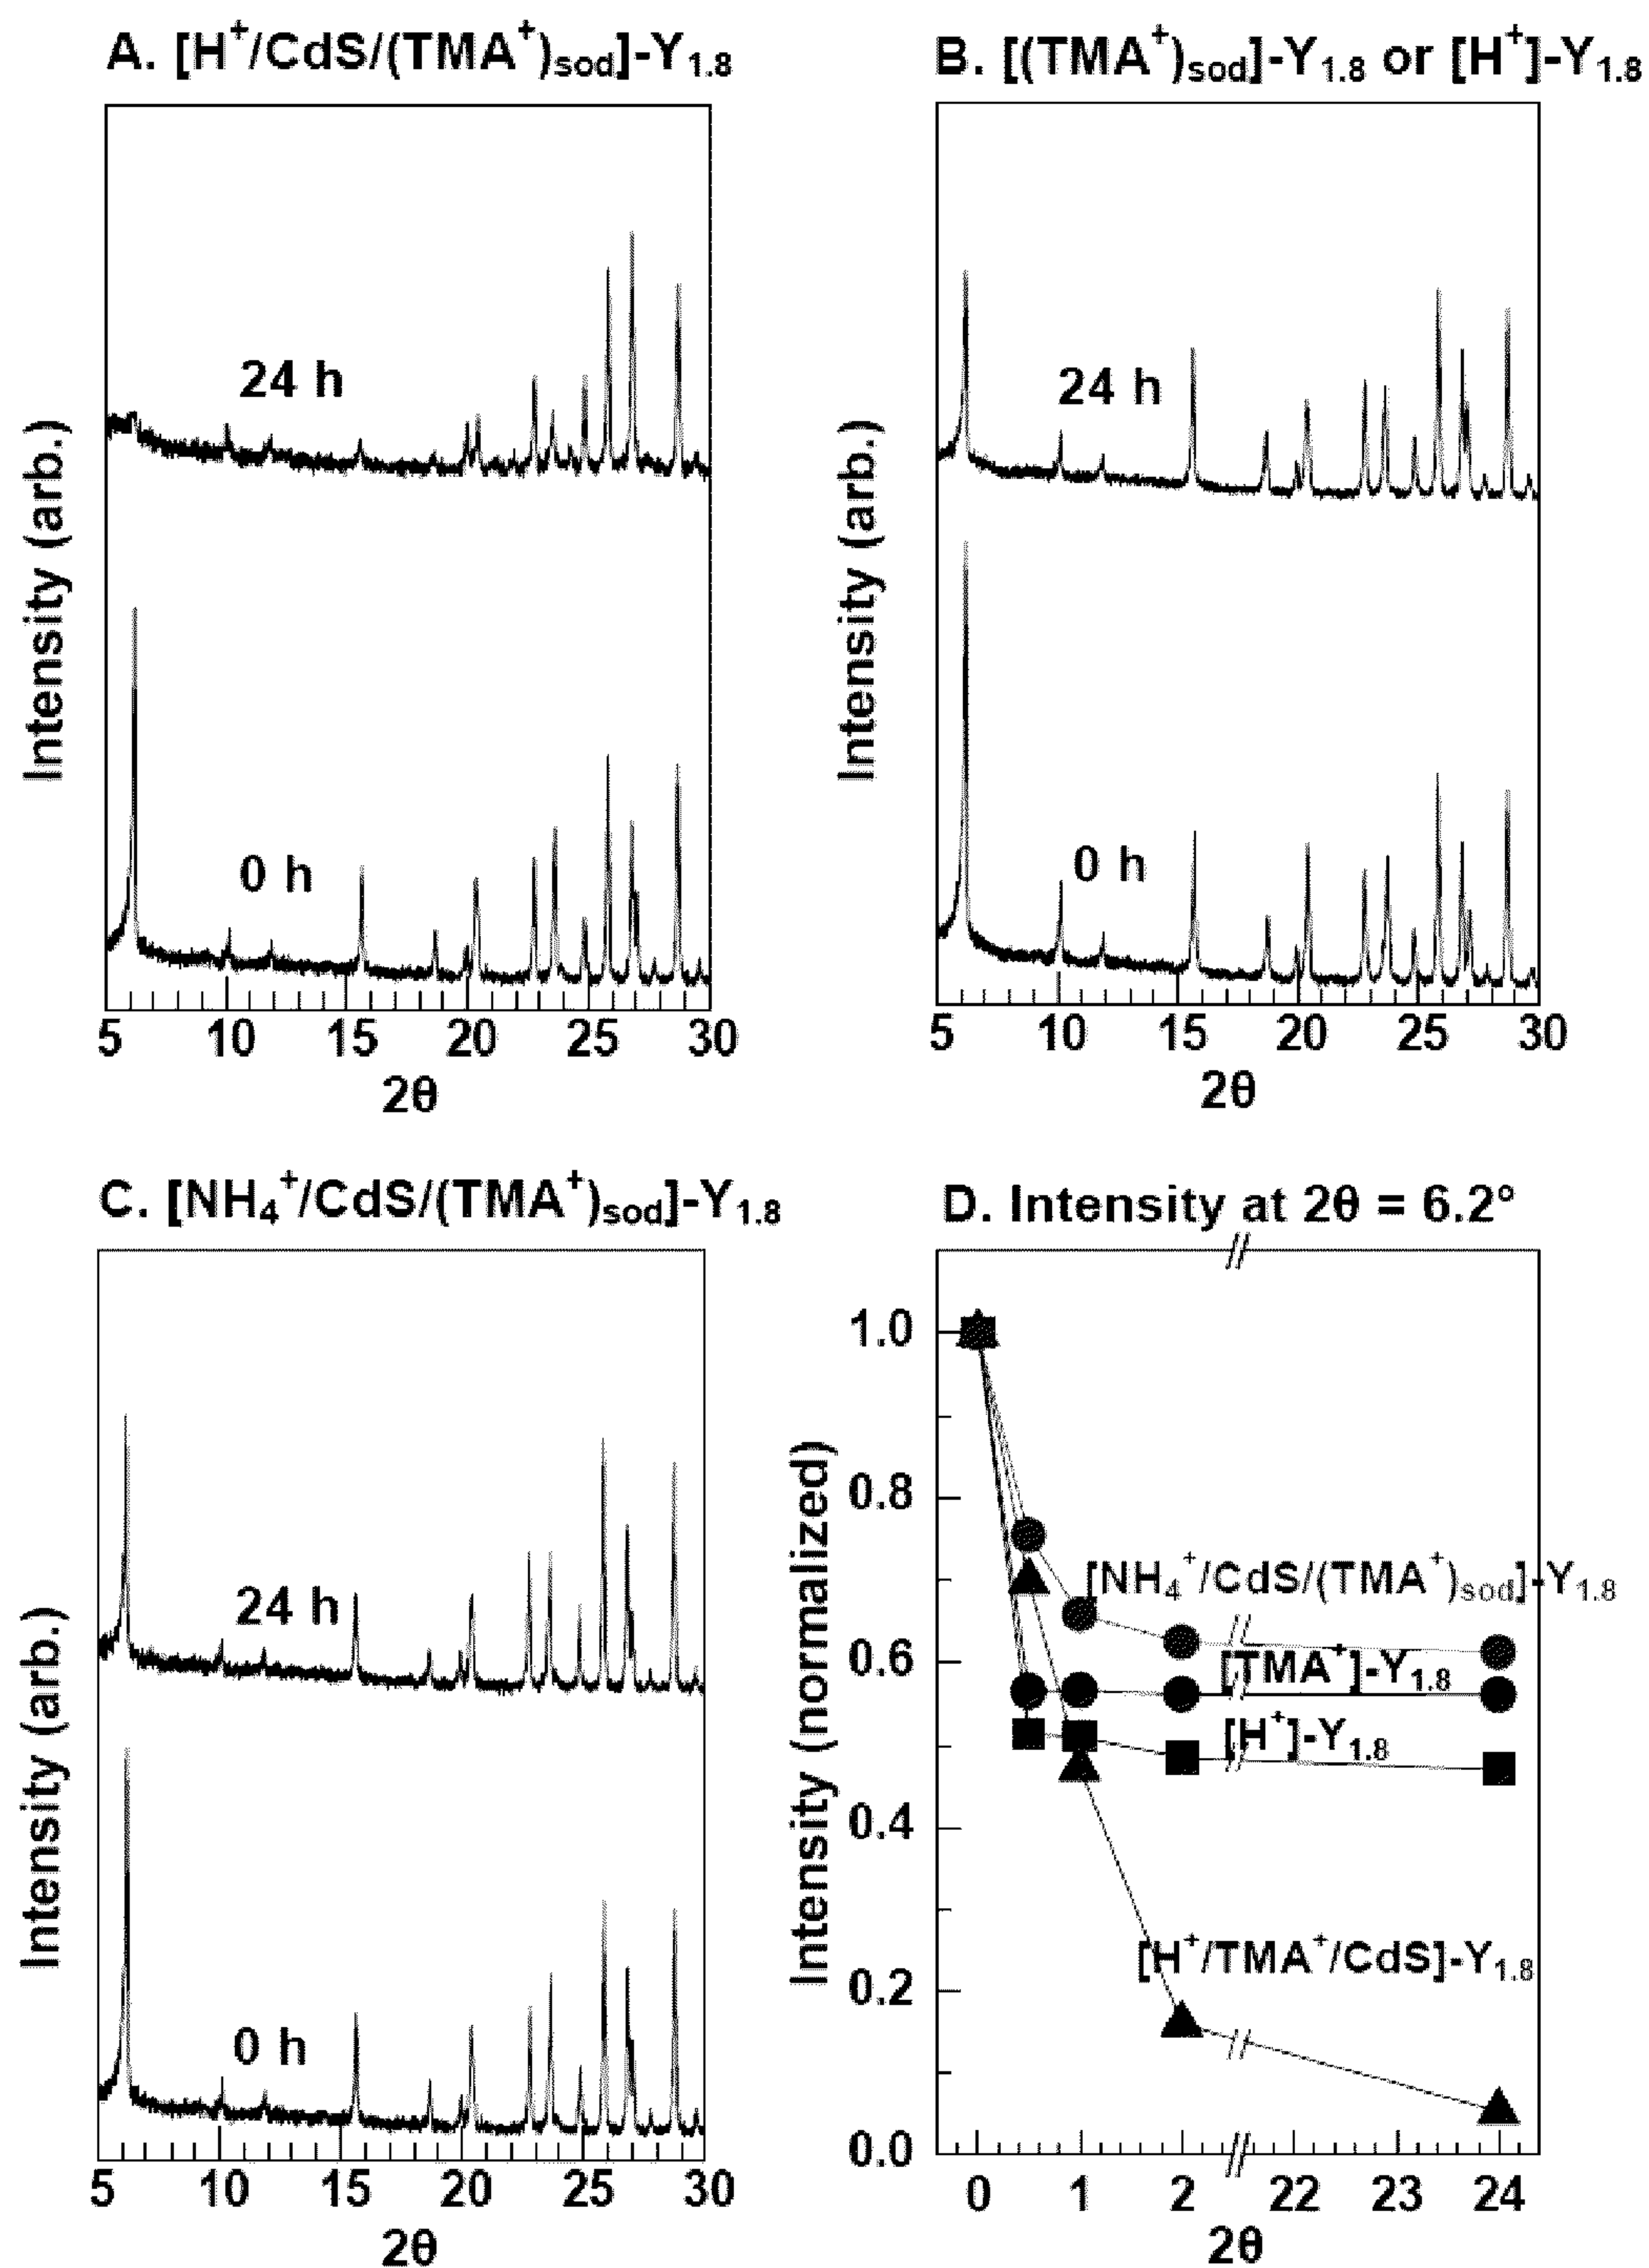 A. [H⁺/CdS/(TMA⁺)sod]-Y1.8
Intensity (arb.)
24 h
0 h
5 10 15 20 25 30
2θ
B. [(TMA⁺)sod]-Y1.8 or [H⁺]-Y1.8
Intensity (arb.)
24 h
0 h
5 10 15 20 25 30
2θ
C. [NH4⁺/CdS/(TMA⁺)sod]-Y1.8
Intensity (arb.)
24 h
0 h
5 10 15 20 25 30
2θ
D. Intensity at 2θ = 6.2°
Intensity (normalized)
1.0
0.8
0.6
0.4
0.2
0.0
[NH4⁺/CdS/(TMA⁺)sod]-Y1.8
[TMA⁺]-Y1.8
[H⁺]-Y1.8
[H⁺/TMA⁺/CdS]-Y1.8
0 1 2 22 23 24
2θ